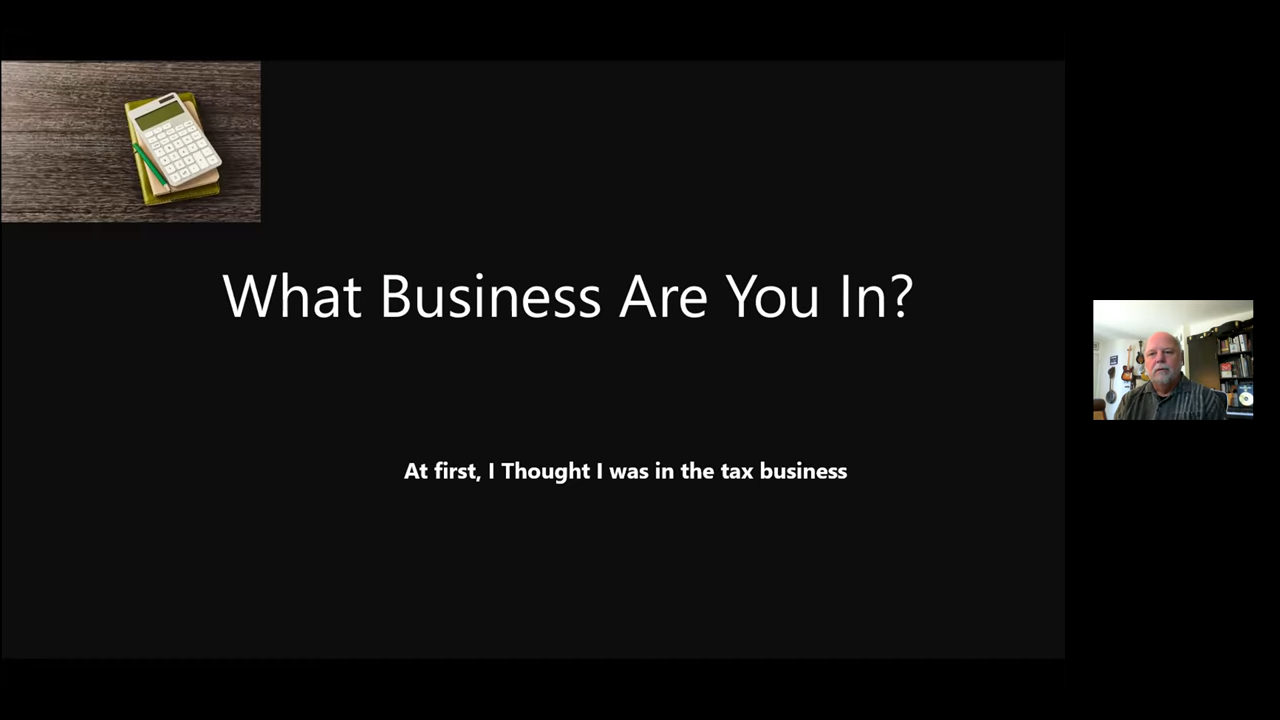 What Business Are You In?
At first, I Thought I was in the tax business